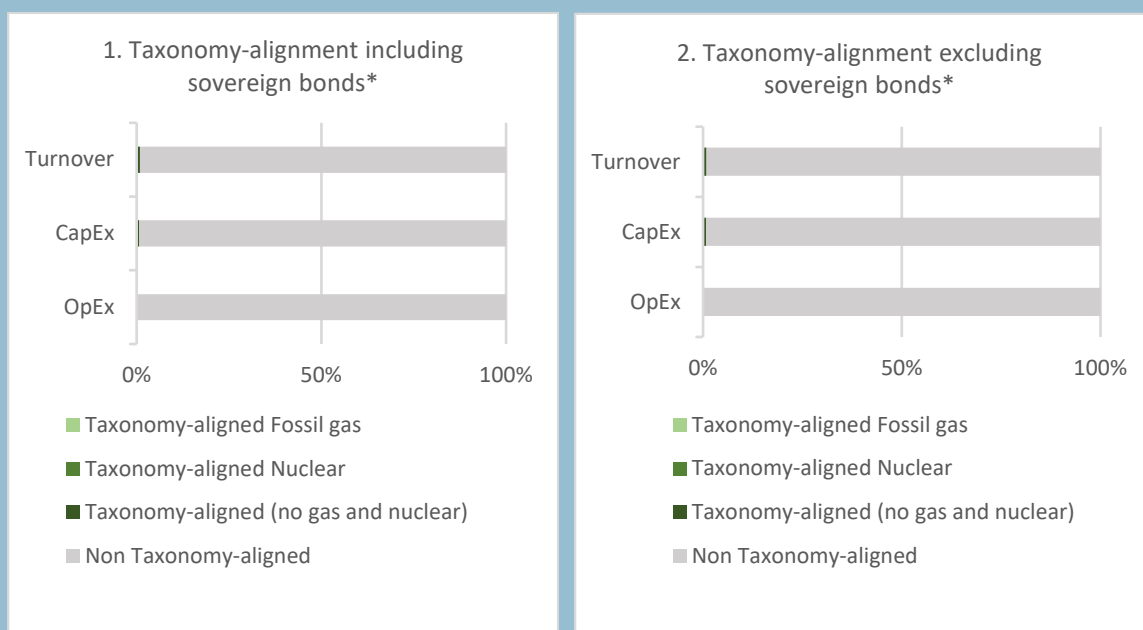 1. Taxonomy-alignment including
sovereign bonds*
Turnover
CapEx
OpEx
0%
50%
100%
Taxonomy-aligned Fossil gas
Taxonomy-aligned Nuclear
Taxonomy-aligned (no gas and nuclear)
Non Taxonomy-aligned
2. Taxonomy-alignment excluding
sovereign bonds*
Turnover
CapEx
OpEx
0%
50%
100%
Taxonomy-aligned Fossil gas
Taxonomy-aligned Nuclear
Taxonomy-aligned (no gas and nuclear)
Non Taxonomy-aligned